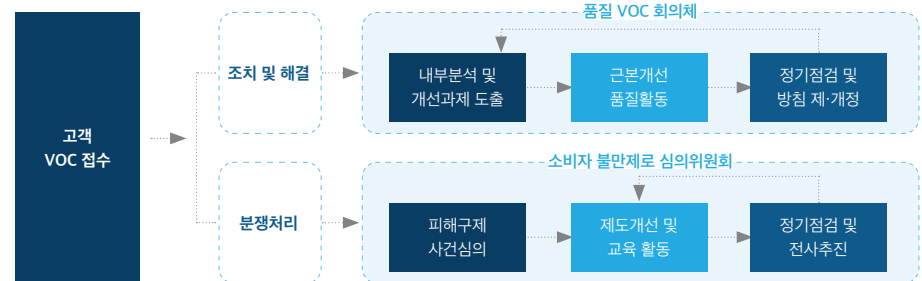 고객
VOC 접수
조치 및 해결
품질 VOC 회의체
내부분석 및
개선과제 도출
근본개선
품질활동
정기점검 및
방침 제·개정
분쟁처리
소비자 불만제로 심의위원회
피해구제
사건심의
제도개선 및
교육 활동
정기점검 및
전사추진